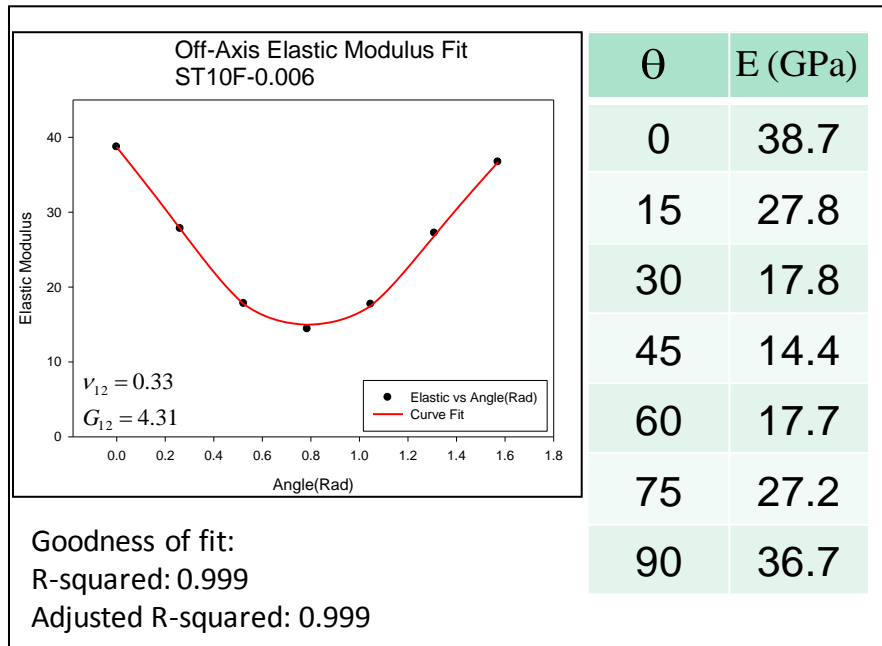 Off-Axis Elastic Modulus Fit
ST10F-0.006
Elastic Modulus
40
30
20
10
0
ν12 = 0.33
G12 = 4.31
Elastic vs Angle(Rad)
Curve Fit
0.0 0.2 0.4 0.6 0.8 1.0 1.2 1.4 1.6 1.8
Angle(Rad)
Goodness of fit:
R-squared: 0.999
Adjusted R-squared: 0.999
θ E (GPa)
0 38.7
15 27.8
30 17.8
45 14.4
60 17.7
75 27.2
90 36.7